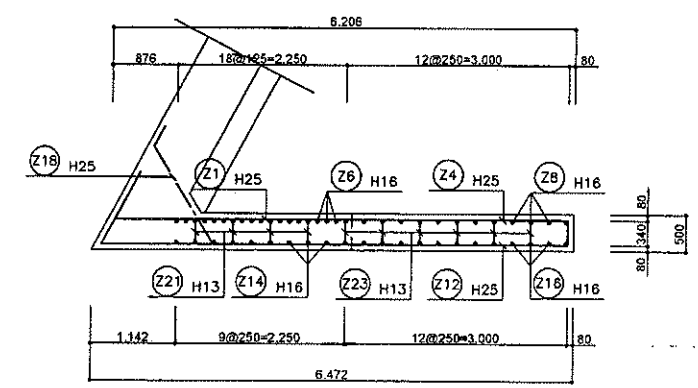 6.206
876 18@125=2.250 12@250=3.000 80
Z18 H25
Z1 H25
Z6 H16
Z4 H25
Z8 H16
80
340
500
80
Z21 H13
Z14 H16
Z23 H13
Z12 H25
Z16 H16
1.142 9@250=2.250 12@250=3.000 80
6.472